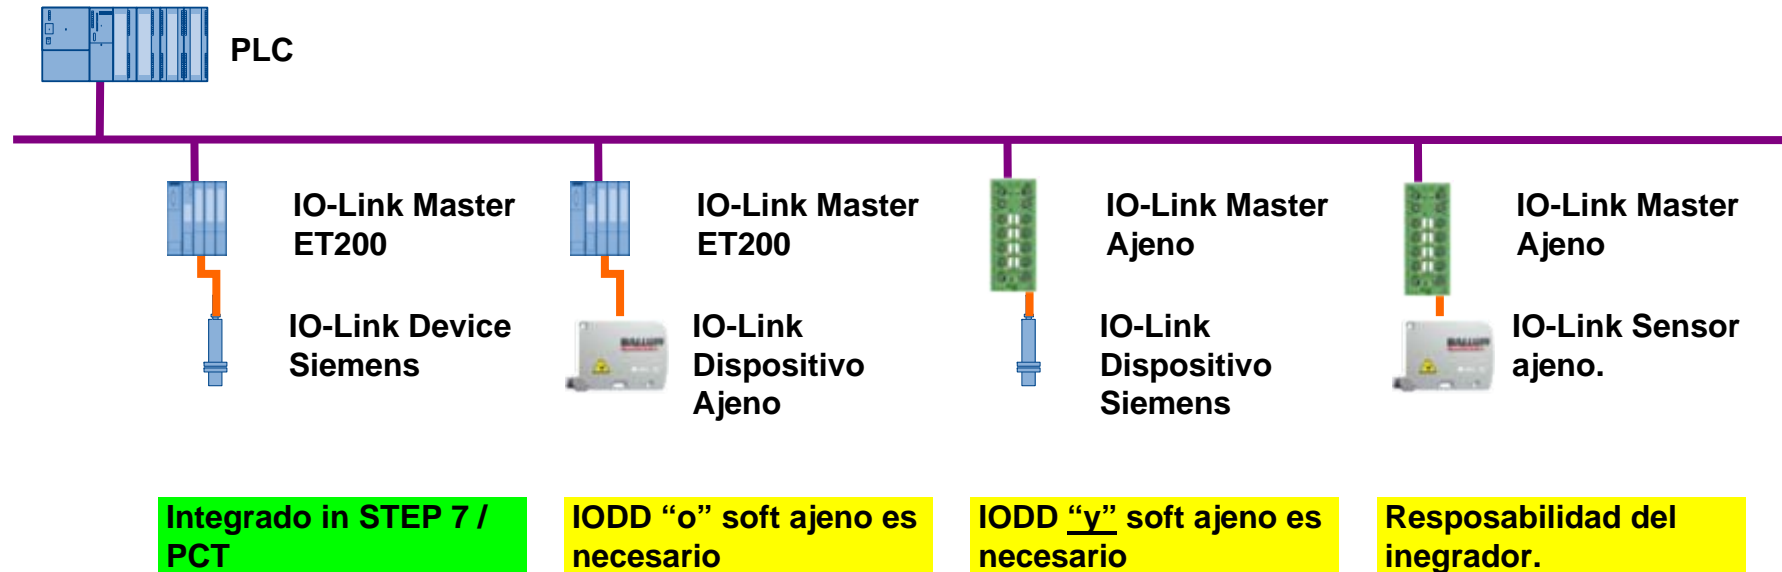 PLC
IO-Link Master
ET200
IO-Link Master
ET200
IO-Link Master
Ajeno
IO-Link Master
Ajeno
IO-Link Device
Siemens
IO-Link
Dispositivo
Ajeno
IO-Link
Dispositivo
Siemens
IO-Link Sensor
ajeno.
BALLUFF
BALLUFF
Integrado in STEP 7 /
PCT
IODD “o” soft ajeno es
necesario
IODD “y” soft ajeno es
necesario
Resposabilidad del
inegrador.